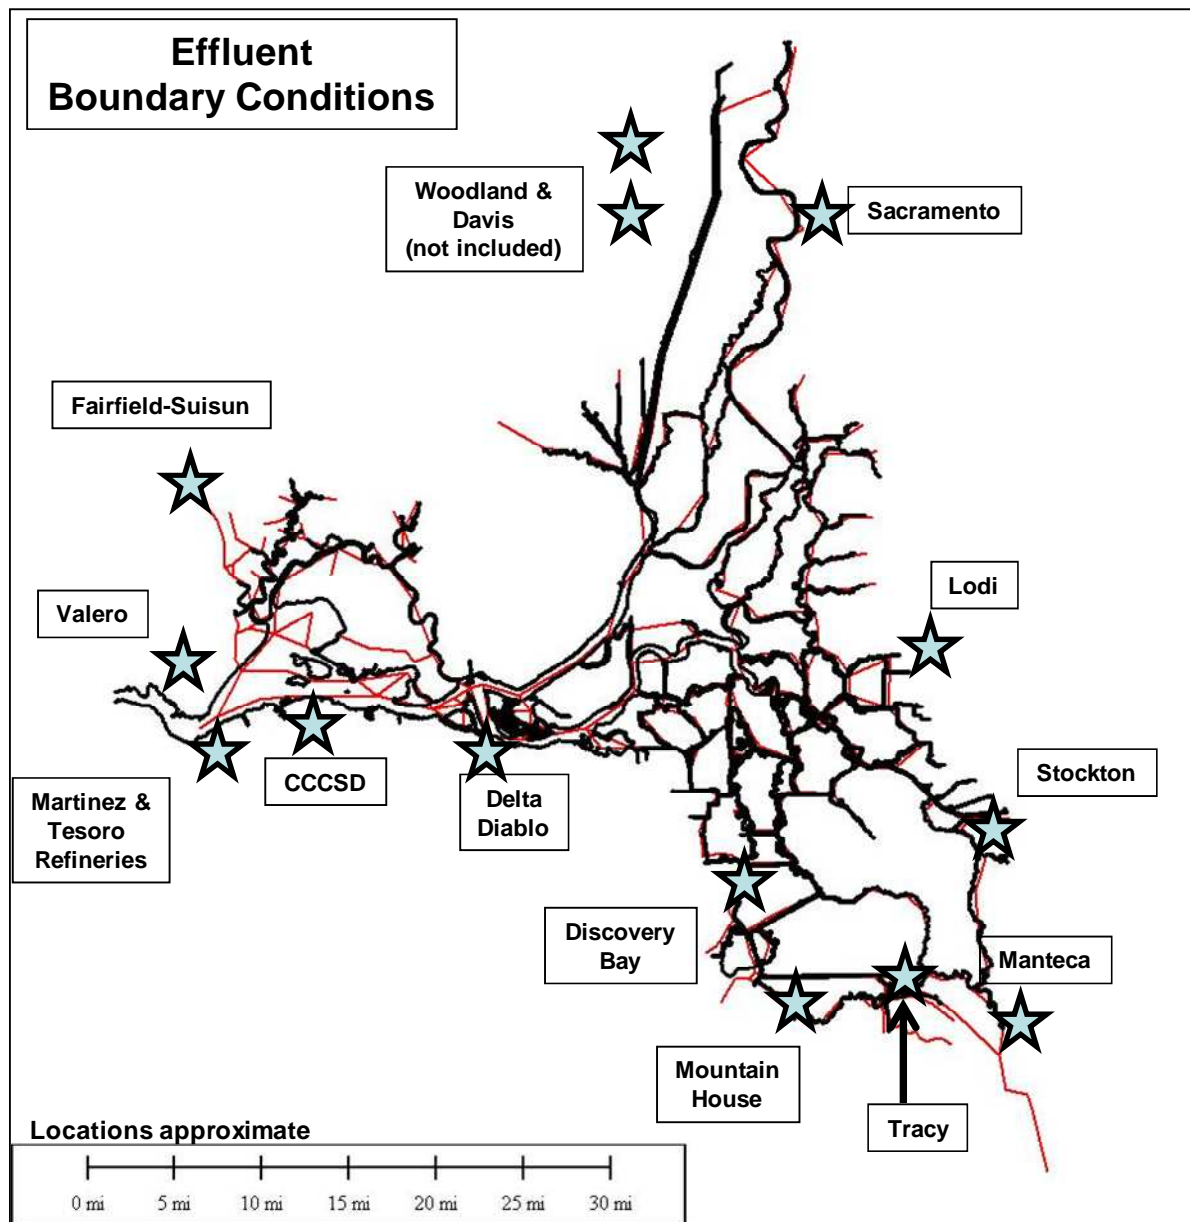 Effluent
Boundary Conditions
Woodland &
Davis
(not included)
Sacramento
Fairfield-Suisun
Valero
Lodi
Martinez &
Tesoro
Refineries
CCCSD
Delta
Diablo
Stockton
Discovery
Bay
Manteca
Mountain
House
Tracy
Locations approximate
0 mi 5 mi 10 mi 15 mi 20 mi 25 mi 30 mi